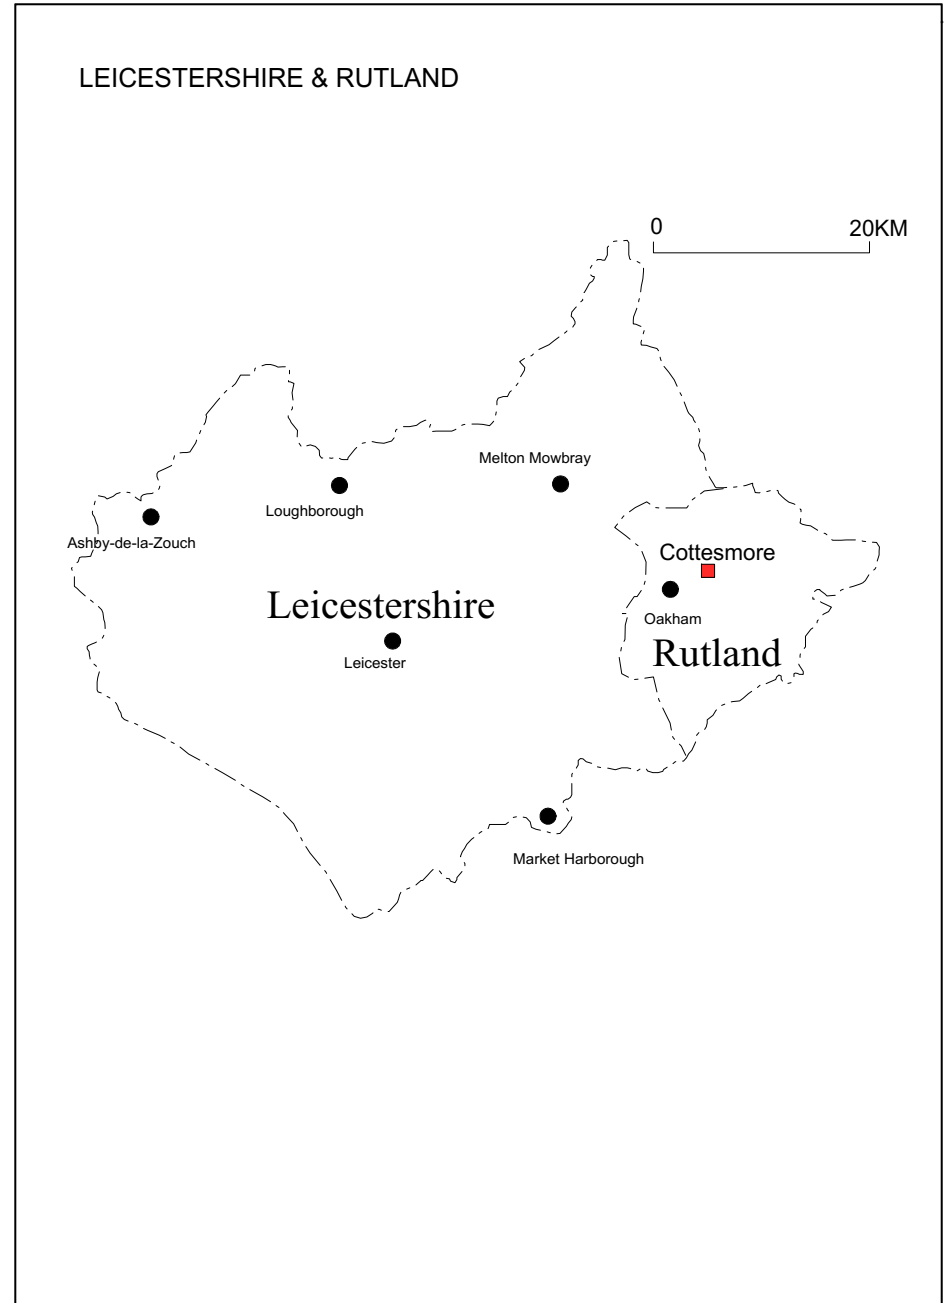 LEICESTERSHIRE & RUTLAND
0
20KM
Melton Mowbray
Loughborough
Ashby-de-la-Zouch
Cottesmore
Leicestershire
Oakham
Rutland
Leicester
Market Harborough